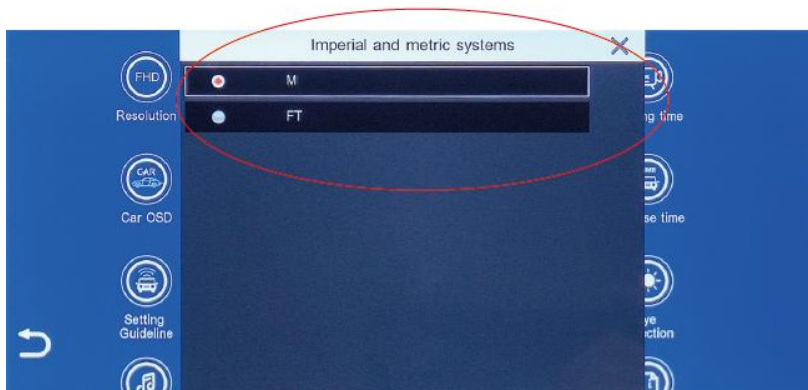 Imperial and metric systems
M
FT
FHD
Resolution
CAR
Car OSD
Setting
Guideline
ng time
se time
ye
ction